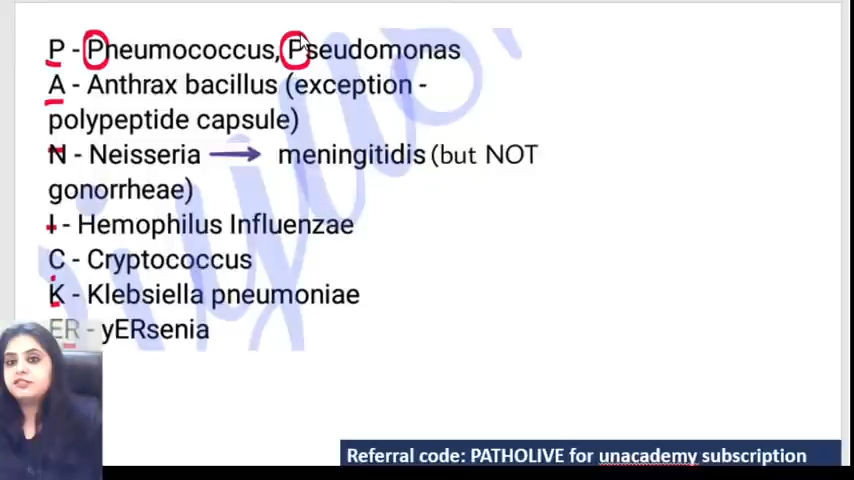 P - Pneumococcus, Pseudomonas
A - Anthrax bacillus (exception -
polypeptide capsule)
N - Neisseria → meningitidis (but NOT
gonorrheae)
I - Hemophilus Influenzae
C - Cryptococcus
K - Klebsiella pneumoniae
ER - yERsenia
Referral code: PATHOLIVE for unacademy subscription